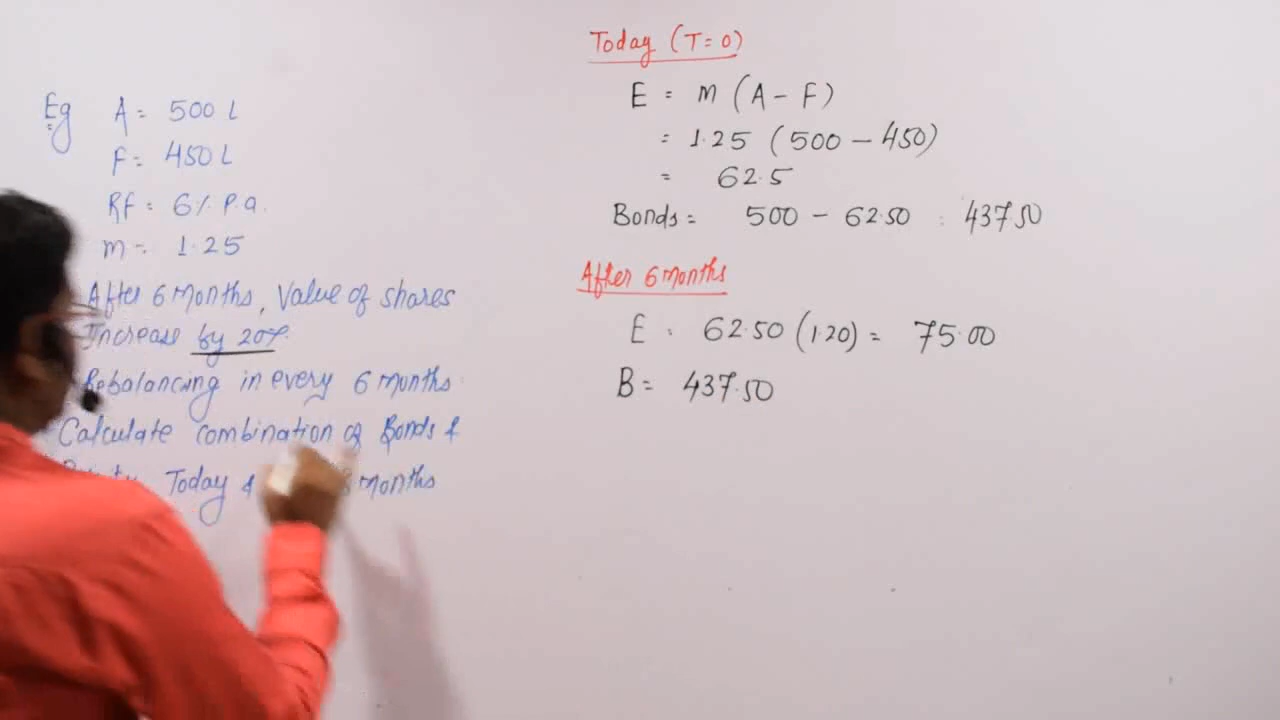 Eg A = 500 L
F = 450 L
Rf = 6% P.a.
m = 1.25
After 6 Months, Value of shares
Increase by 20%.
Rebalancing in every 6 months
Calculate combination of Bonds &
Today & months
Today (T=0)
E = m (A - F)
= 1.25 (500 - 450)
= 62.5
Bonds = 500 - 62.50 = 437.50
After 6 months
E = 62.50 (1.20) = 75.00
B = 437.50